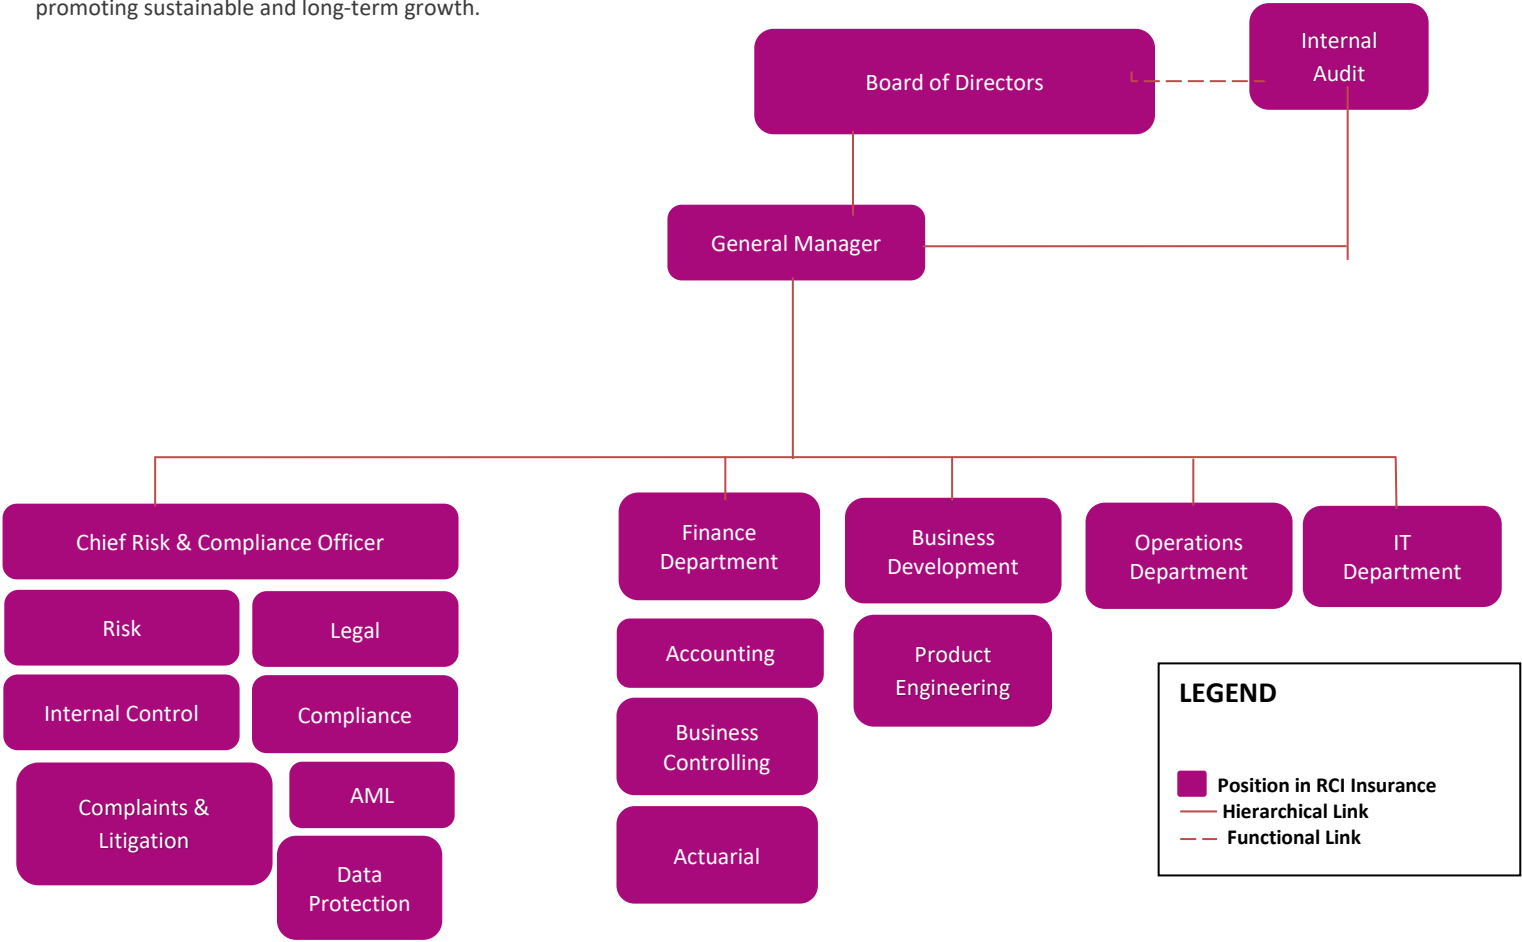 promoting sustainable and long-term growth.
Internal
Audit
Board of Directors
General Manager
Chief Risk & Compliance Officer
Risk
Legal
Internal Control
Compliance
Complaints &
Litigation
AML
Data
Protection
Finance
Department
Accounting
Business
Controlling
Actuarial
Business
Development
Product
Engineering
Operations
Department
IT
Department
LEGEND
Position in RCI Insurance
Hierarchical Link
Functional Link